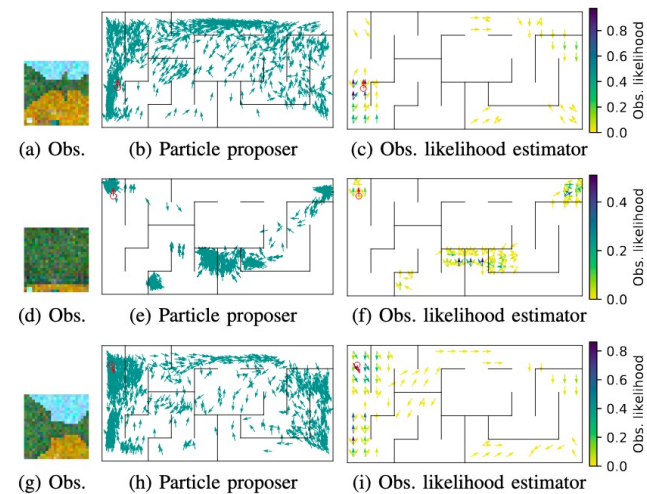 0.8
0.6
0.4
0.2
0.0
Obs. likelihood
(a) Obs.
(b) Particle proposer
(c) Obs. likelihood estimator
0.4
0.2
0.0
Obs. likelihood
(d) Obs.
(e) Particle proposer
(f) Obs. likelihood estimator
0.8
0.6
0.4
0.2
0.0
Obs. likelihood
(g) Obs.
(h) Particle proposer
(i) Obs. likelihood estimator